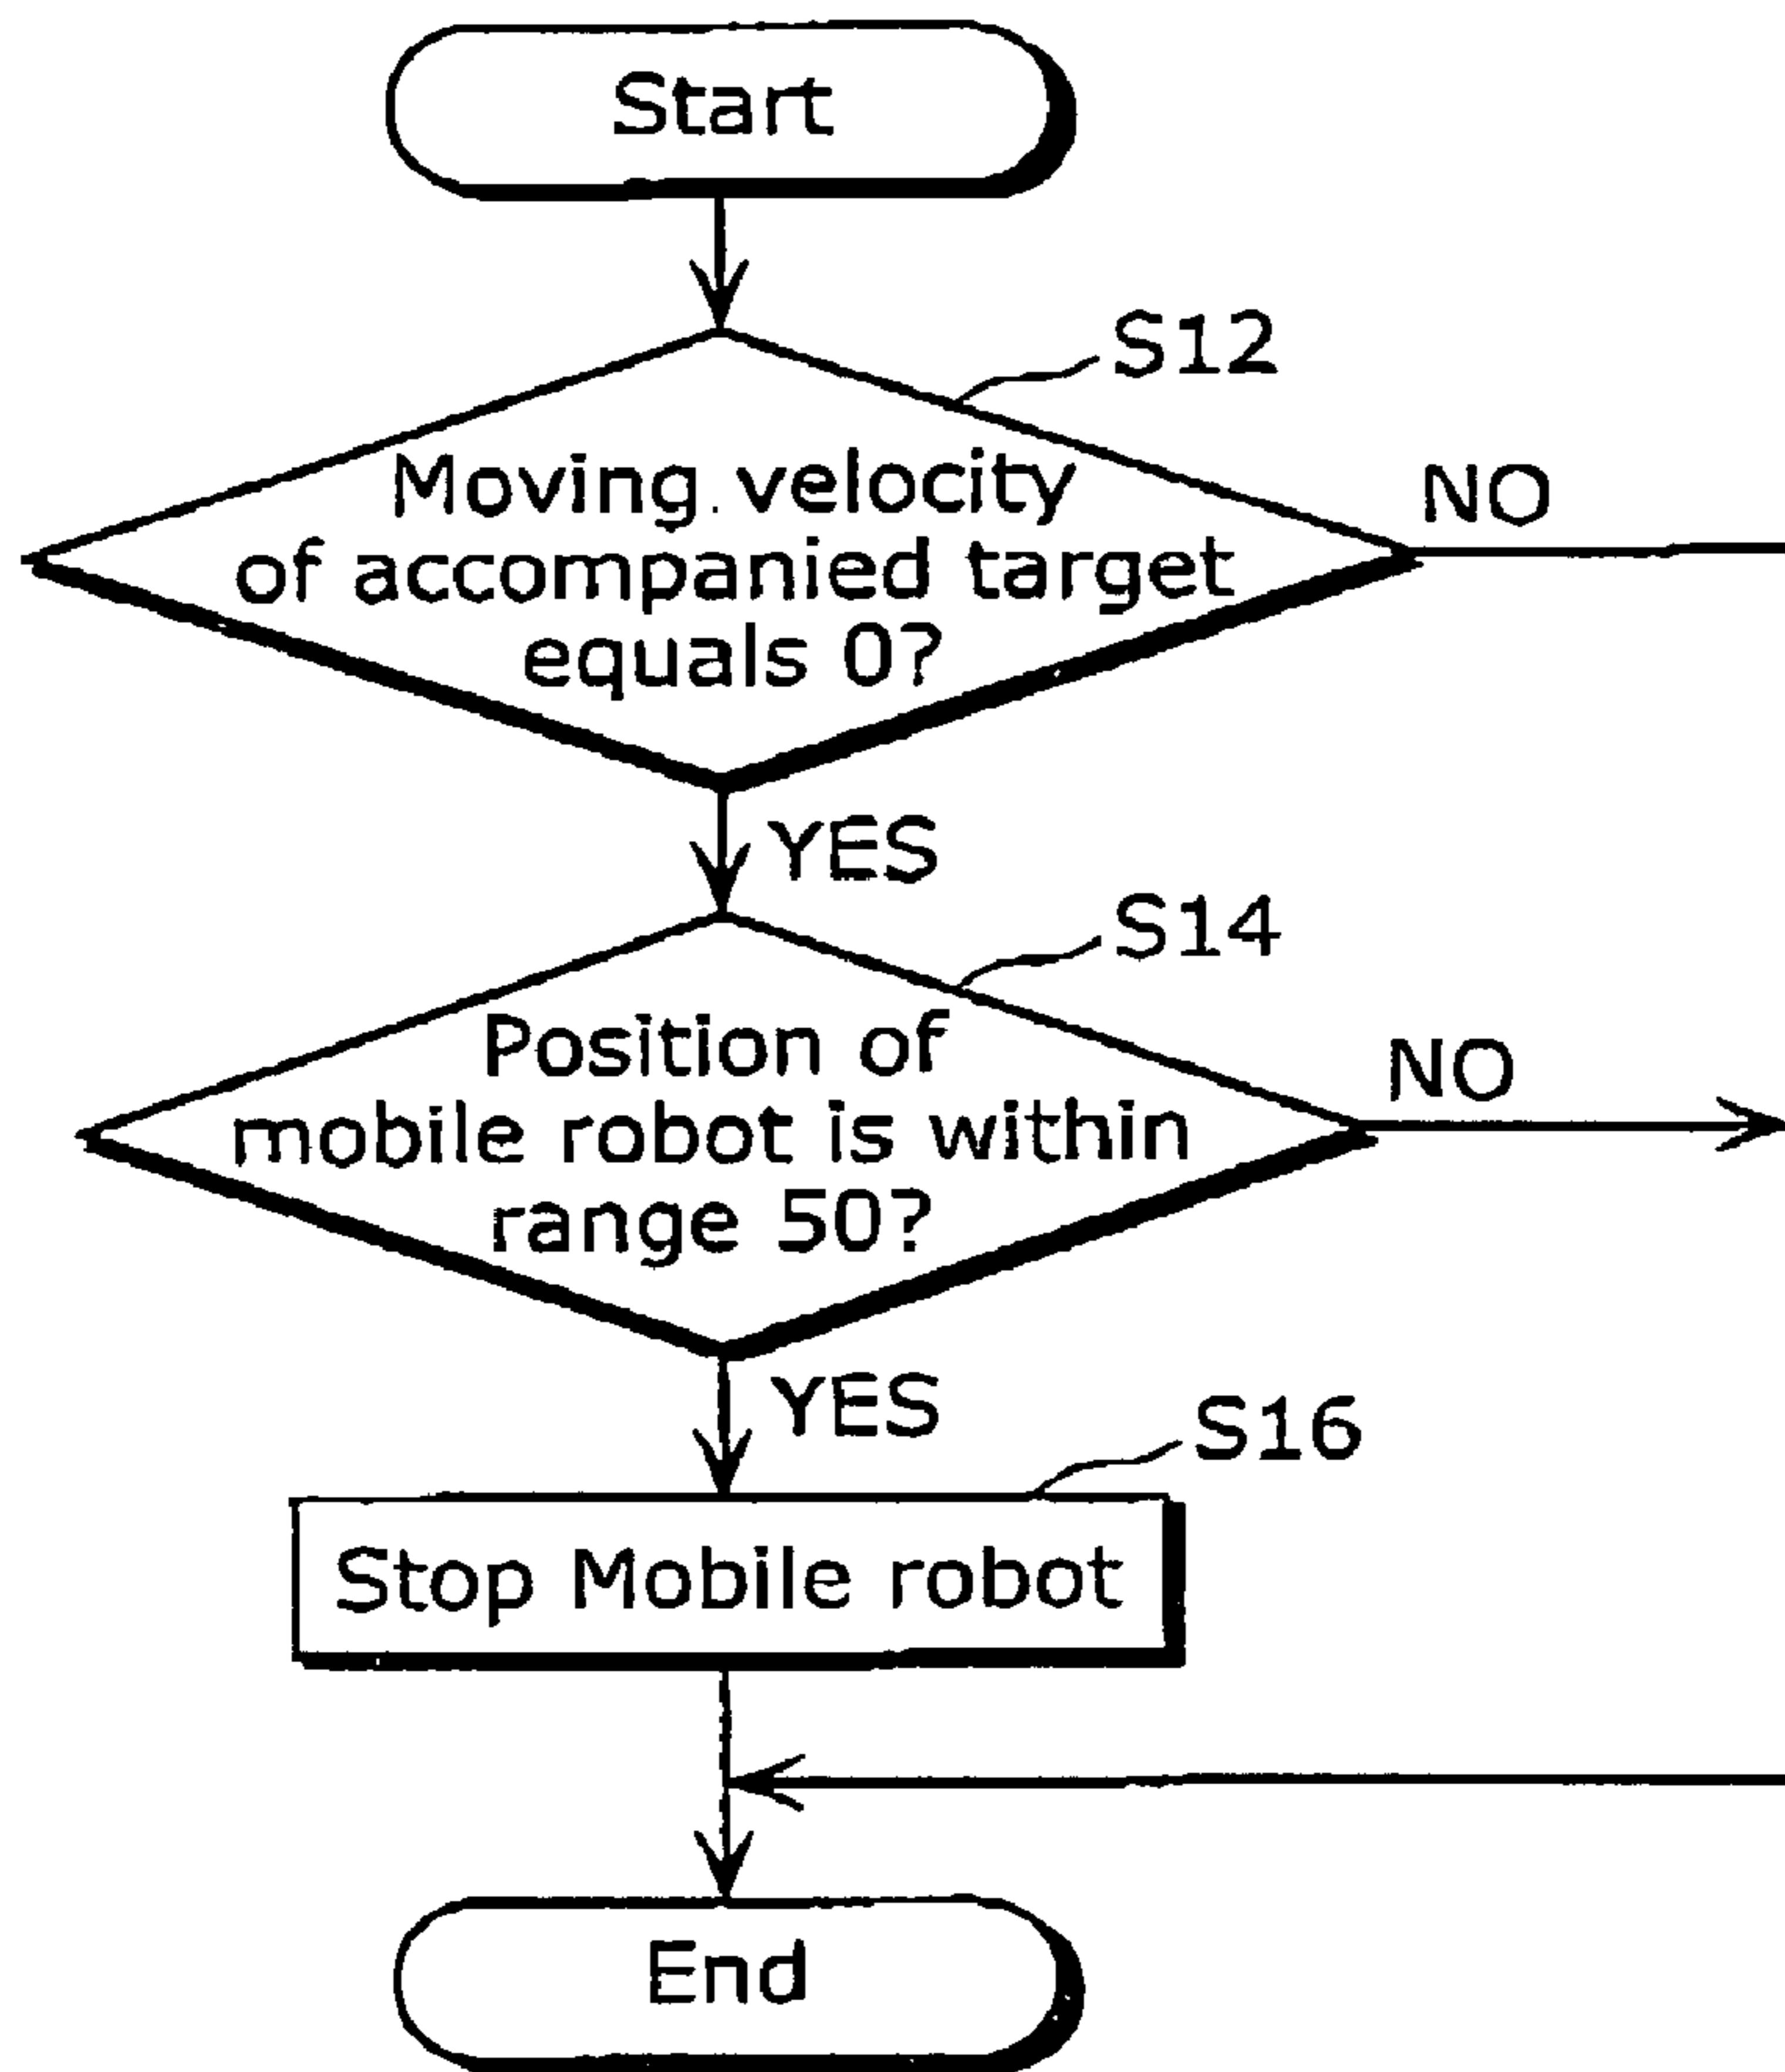 Start
S12
Moving velocity
of accompanied target
equals 0?
NO
YES
S14
Position of
mobile robot is within
range 50?
NO
YES
S16
Stop Mobile robot
End